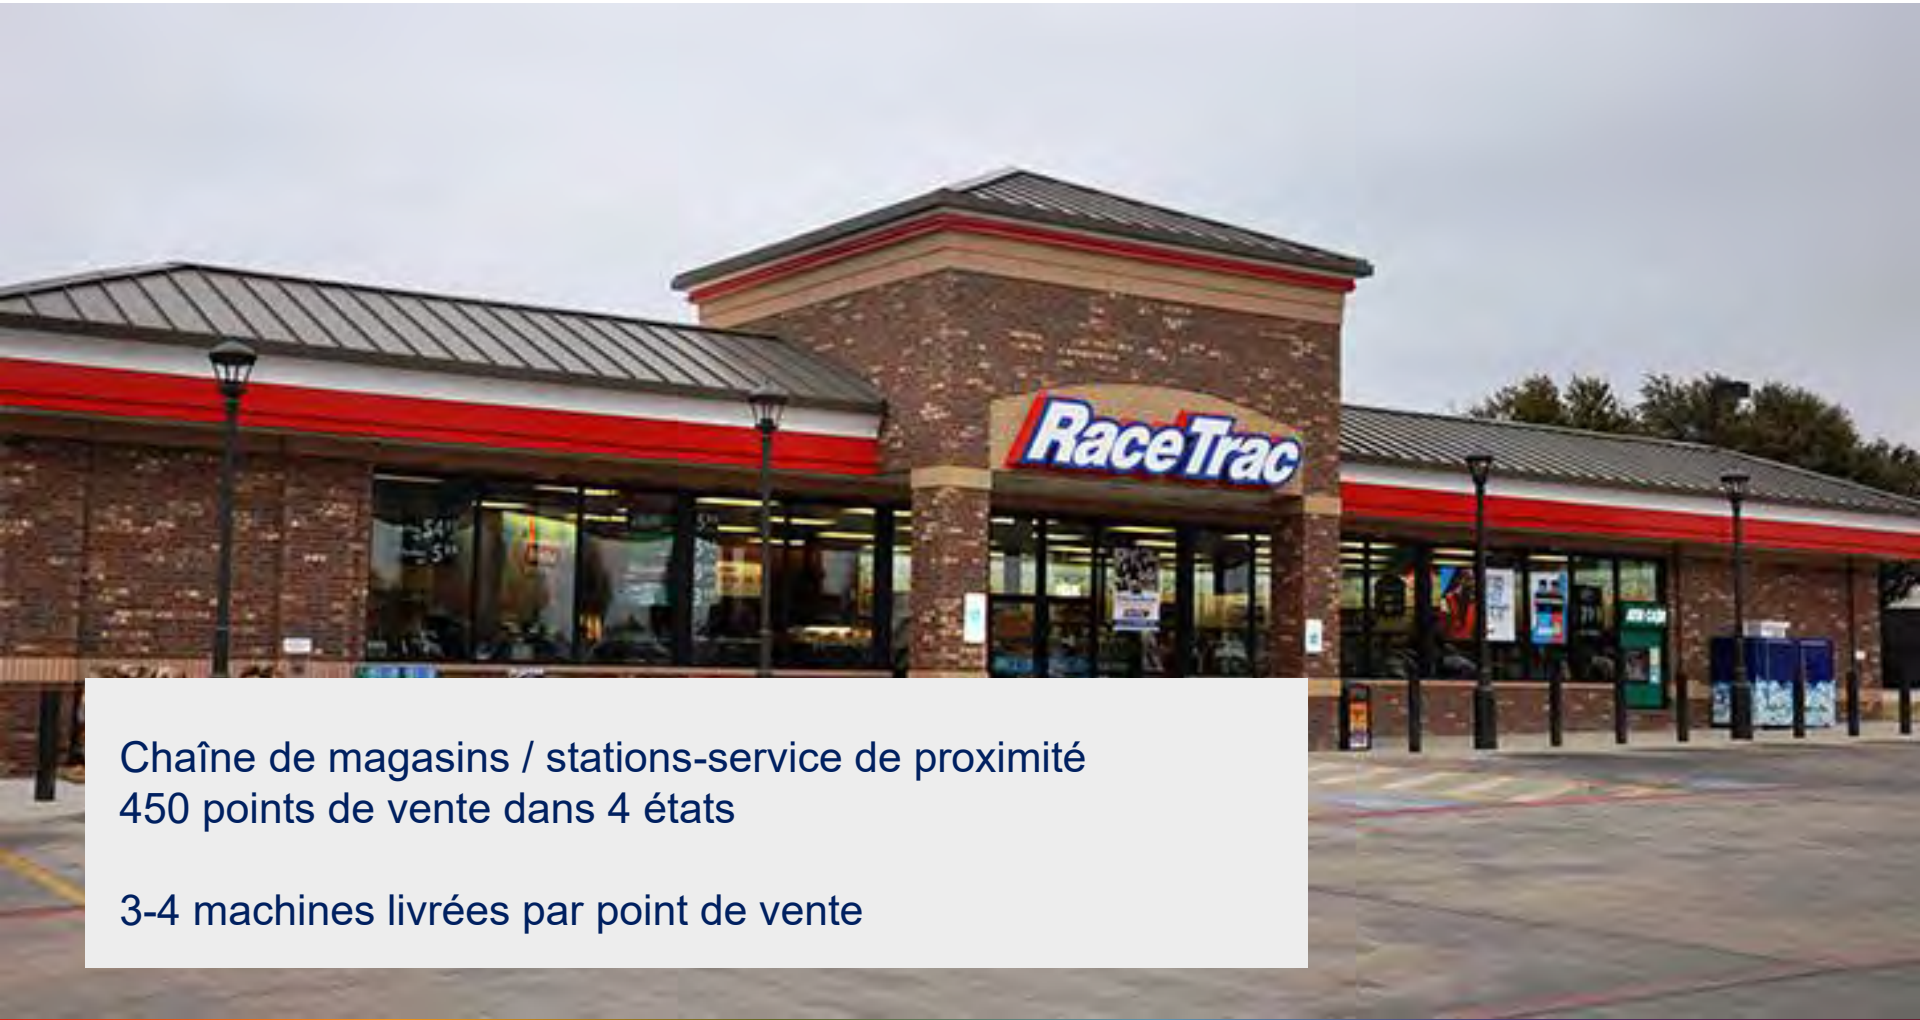 RaceTrac
Chaîne de magasins / stations-service de proximité
450 points de vente dans 4 états
3-4 machines livrées par point de vente